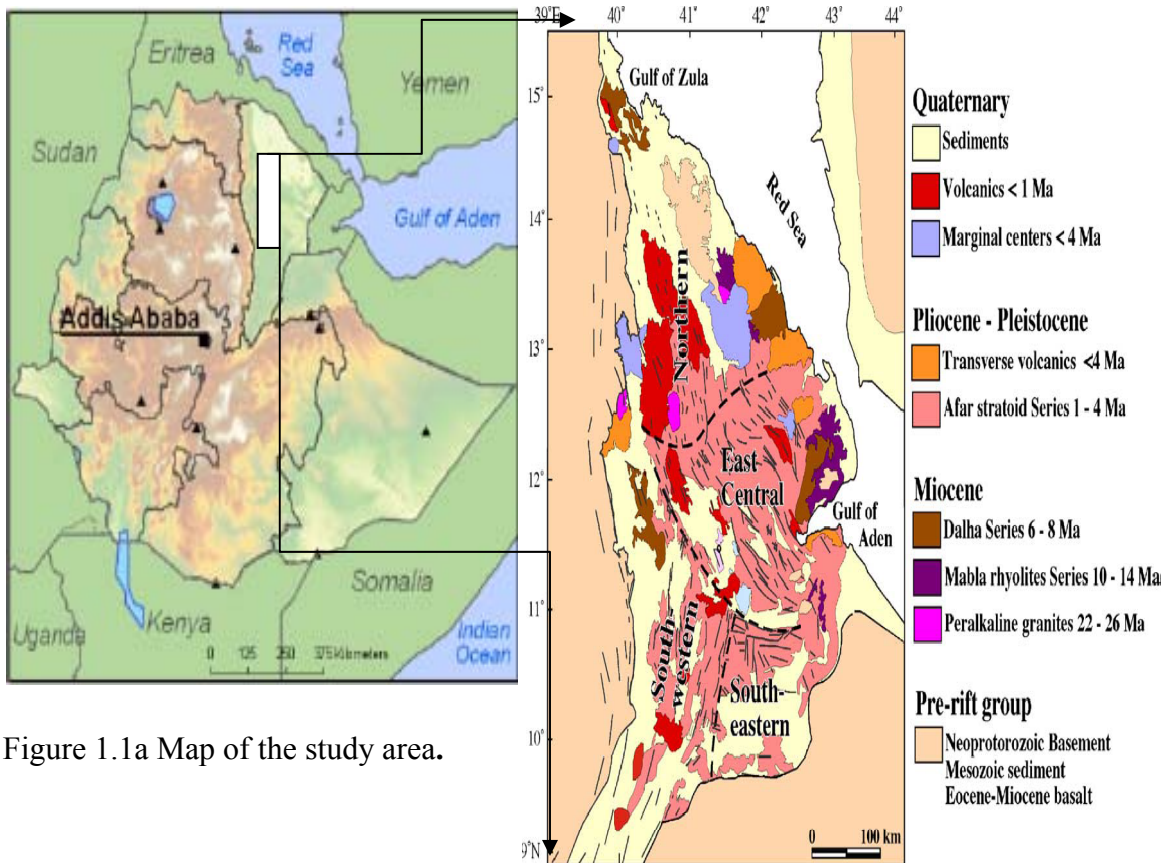 Eritrea
Red
Sea
Yemen
Sudan
Gulf of Aden
Addis Ababa
Somalia
Uganda
Kenya
Indian
Ocean
0 125 250 375 Kilometers
Figure 1.1a Map of the study area.
39°E 40° 41° 42° 43° 44°
15°
14°
13°
12°
11°
10°
9°N
Gulf of Zula
Red Sea
Northern
East
Central
Gulf of
Aden
South-
western
South-
eastern
0 100 km
Quaternary
Sediments
Volcanics < 1 Ma
Marginal centers < 4 Ma
Pliocene - Pleistocene
Transverse volcanics <4 Ma
Afar stratoid Series 1 - 4 Ma
Miocene
Dalha Series 6 - 8 Ma
Mabla rhyolites Series 10 - 14 Ma
Peralkaline granites 22 - 26 Ma
Pre-rift group
Neoprotorozoic Basement
Mesozoic sediment
Eocene-Miocene basalt